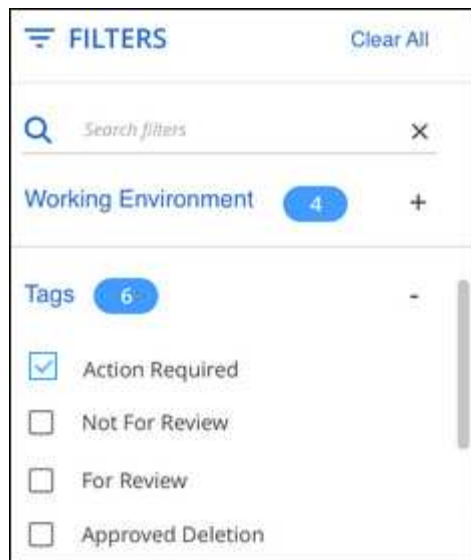 FILTERS Clear All
Search filters
Working Environment 4 +
Tags 6 -
Action Required
Not For Review
For Review
Approved Deletion